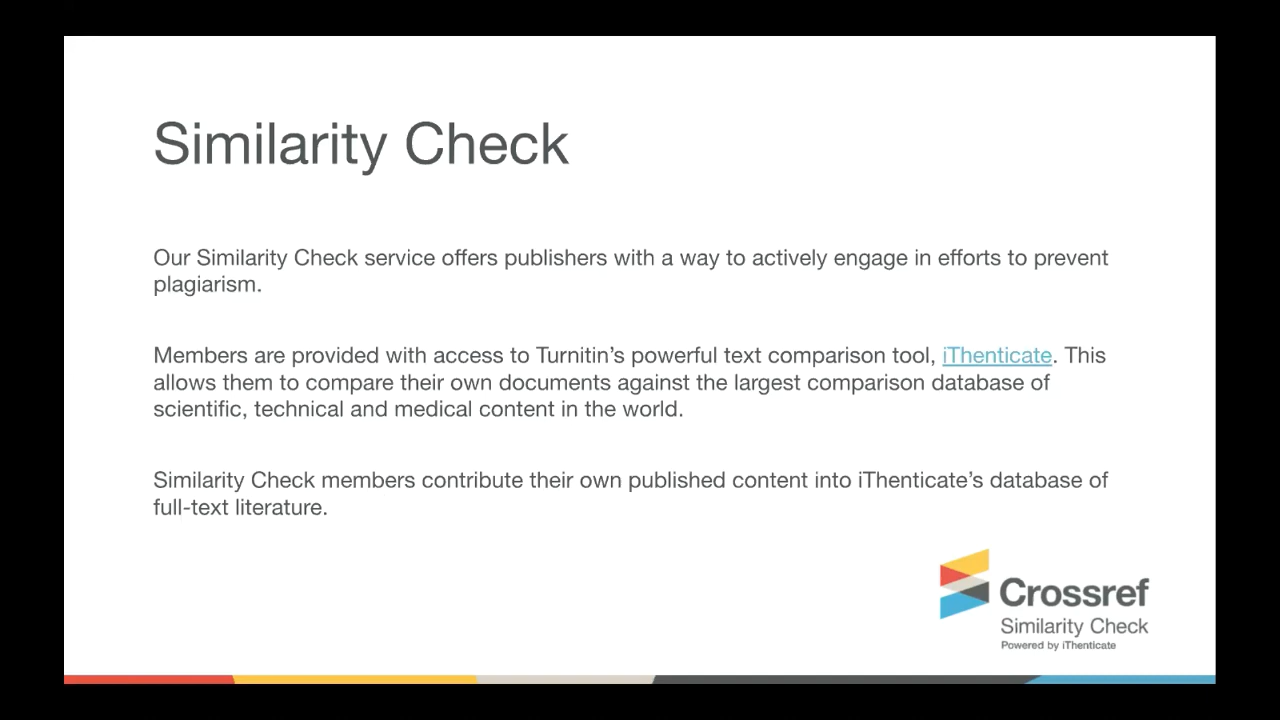 Similarity Check
Our Similarity Check service offers publishers with a way to actively engage in efforts to prevent
plagiarism.
Members are provided with access to Turnitin’s powerful text comparison tool, iThenticate. This
allows them to compare their own documents against the largest comparison database of
scientific, technical and medical content in the world.
Similarity Check members contribute their own published content into iThenticate’s database of
full-text literature.
Crossref
Similarity Check
Powered by iThenticate